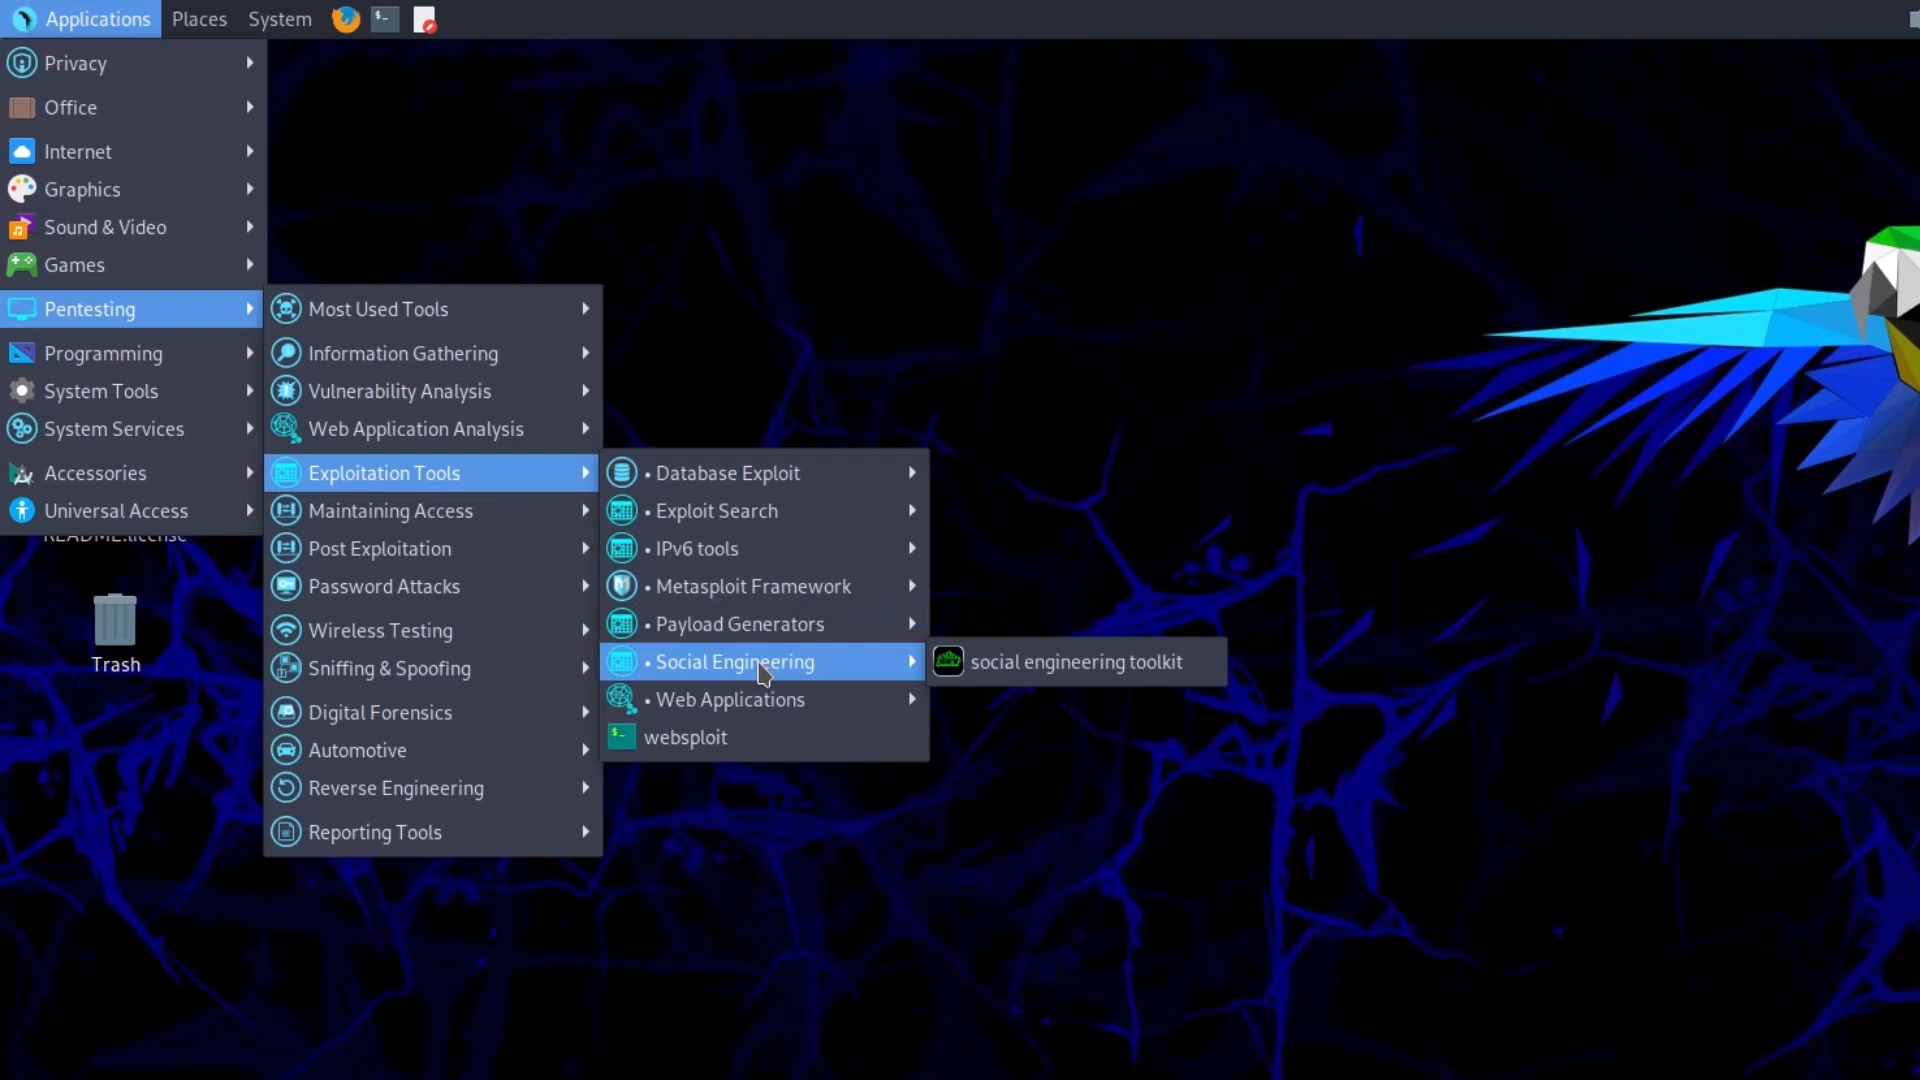 Applications Places System
Privacy
Office
Internet
Graphics
Sound & Video
Games
Pentesting
Programming
System Tools
System Services
Accessories
Universal Access
README.license
Trash
Most Used Tools
Information Gathering
Vulnerability Analysis
Web Application Analysis
Exploitation Tools
Maintaining Access
Post Exploitation
Password Attacks
Wireless Testing
Sniffing & Spoofing
Digital Forensics
Automotive
Reverse Engineering
Reporting Tools
• Database Exploit
• Exploit Search
• IPv6 tools
• Metasploit Framework
• Payload Generators
• Social Engineering
• Web Applications
websploit
social engineering toolkit